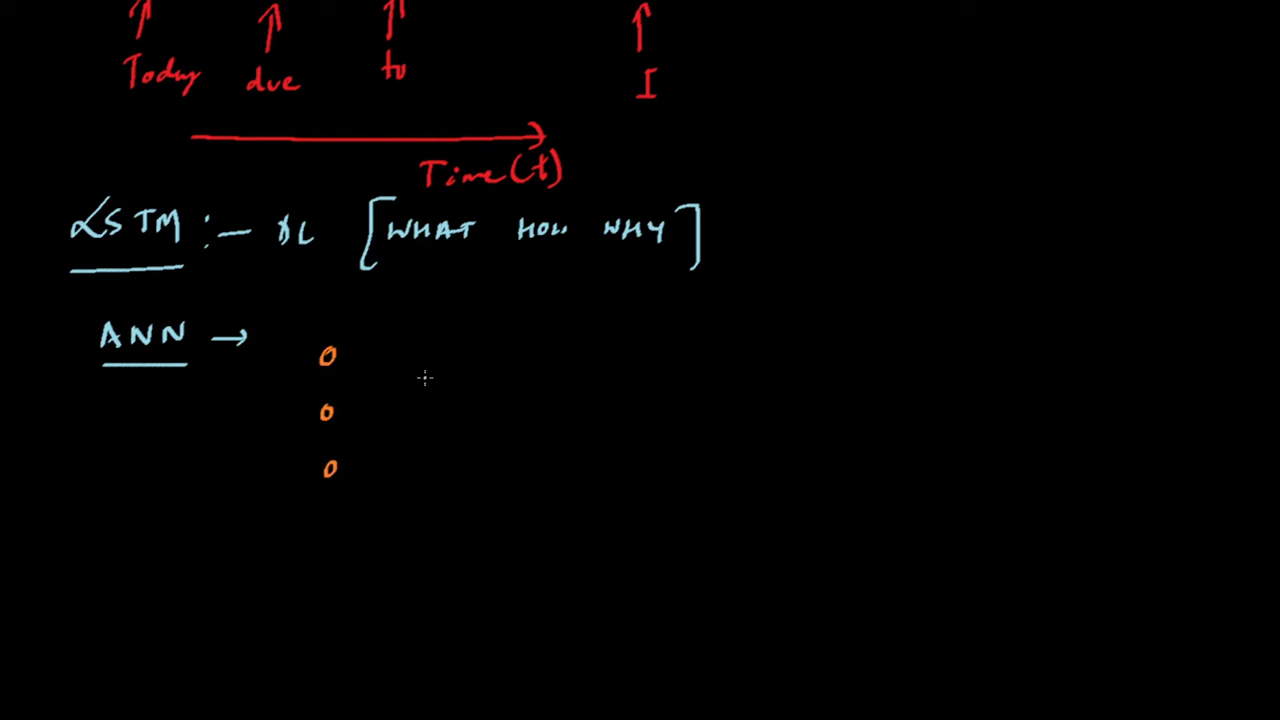 Today due to I
Time(t)
LSTM :- DL [WHAT HOW WHY]
ANN →